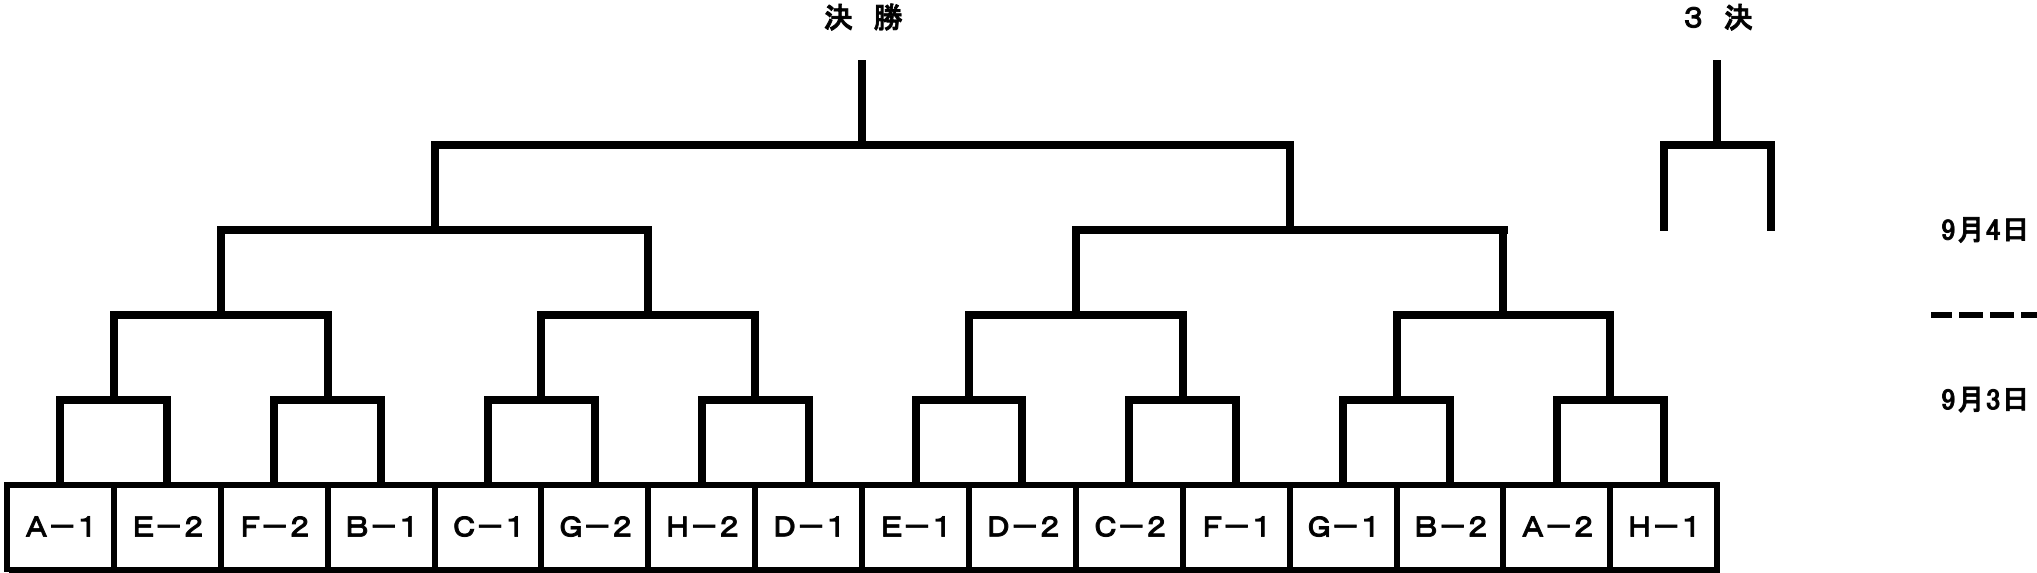 決　勝
３　決
9月4日
9月3日
Ａ－１ Ｅ－２ Ｆ－２ Ｂ－１ Ｃ－１ Ｇ－２ Ｈ－２ Ｄ－１ Ｅ－１ Ｄ－２ Ｃ－２ Ｆ－１ Ｇ－１ Ｂ－２ Ａ－２ Ｈ－１